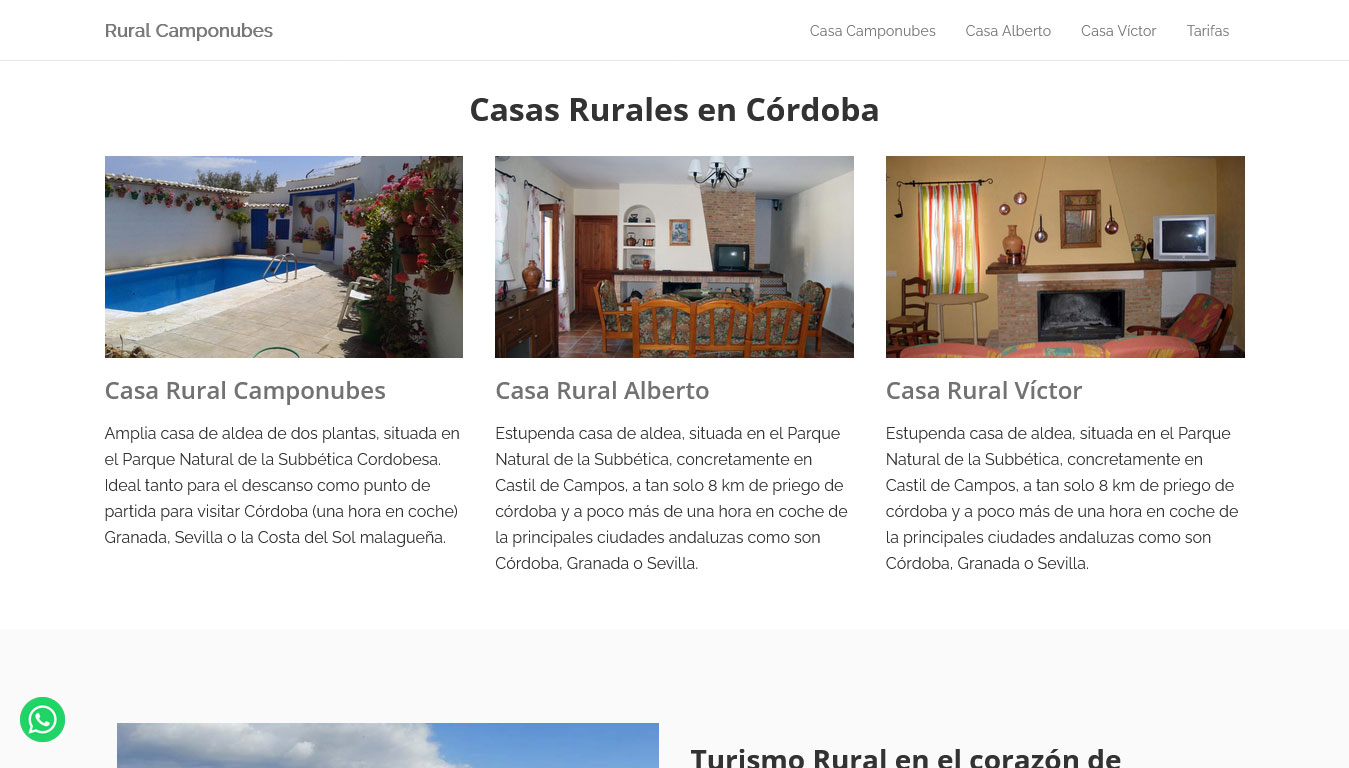 Rural Camponubes
Casa Camponubes
Casa Alberto
Casa Víctor
Tarifas
Casas Rurales en Córdoba
Casa Rural Camponubes
Amplia casa de aldea de dos plantas, situada en
el Parque Natural de la Subbética Cordobesa.
Ideal tanto para el descanso como punto de
partida para visitar Córdoba (una hora en coche)
Granada, Sevilla o la Costa del Sol malagueña.
Casa Rural Alberto
Estupenda casa de aldea, situada en el Parque
Natural de la Subbética, concretamente en
Castil de Campos, a tan solo 8 km de priego de
córdoba y a poco más de una hora en coche de
la principales ciudades andaluzas como son
Córdoba, Granada o Sevilla.
Casa Rural Víctor
Estupenda casa de aldea, situada en el Parque
Natural de la Subbética, concretamente en
Castil de Campos, a tan solo 8 km de priego de
córdoba y a poco más de una hora en coche de
la principales ciudades andaluzas como son
Córdoba, Granada o Sevilla.
Turismo Rural en el corazón de